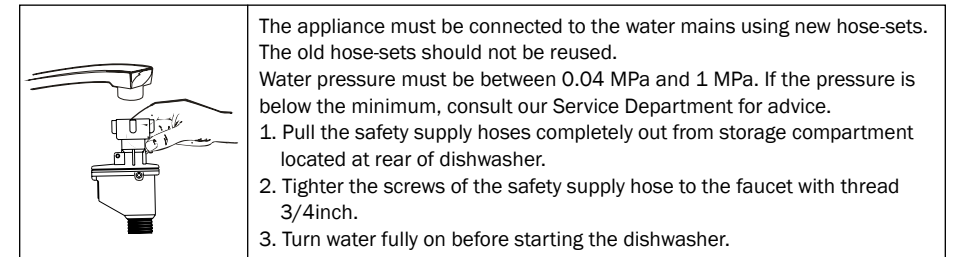 The appliance must be connected to the water mains using new hose-sets.
The old hose-sets should not be reused.
Water pressure must be between 0.04 MPa and 1 MPa. If the pressure is
below the minimum, consult our Service Department for advice.
1. Pull the safety supply hoses completely out from storage compartment
located at rear of dishwasher.
2. Tighter the screws of the safety supply hose to the faucet with thread
3/4inch.
3. Turn water fully on before starting the dishwasher.